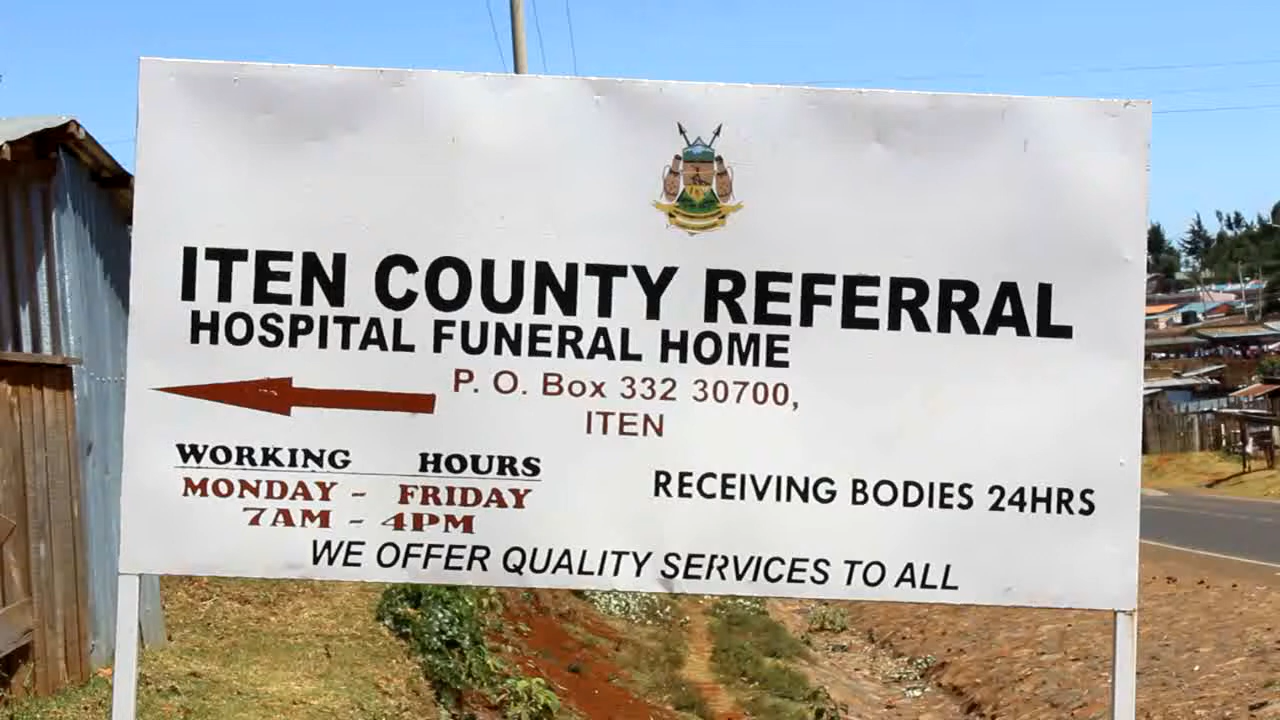 ITEN COUNTY REFERRAL
HOSPITAL FUNERAL HOME
P. O. Box 332 30700,
ITEN
WORKING HOURS
MONDAY - FRIDAY
7AM - 4PM
RECEIVING BODIES 24HRS
WE OFFER QUALITY SERVICES TO ALL